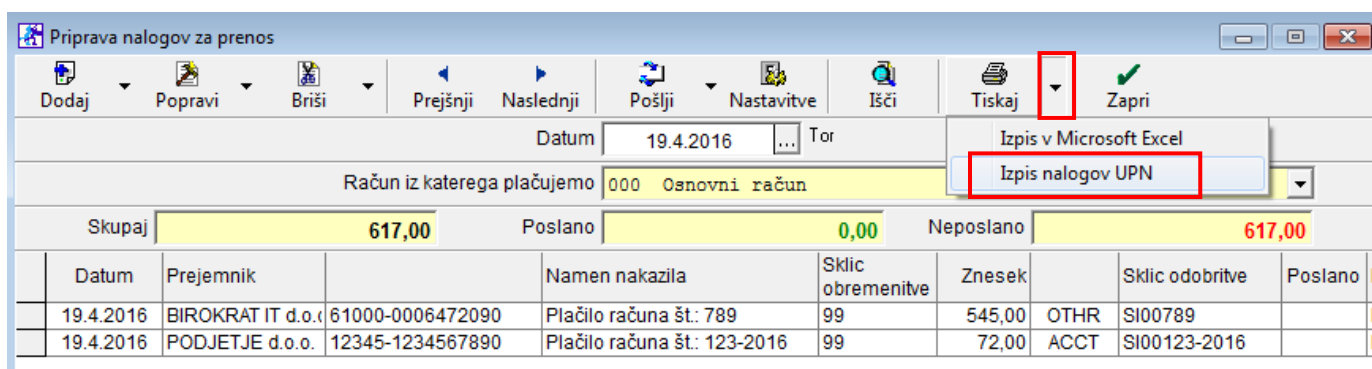 Priprava nalogov za prenos
Dodaj Popravi Briši Prejšnji Naslednji Pošlji Nastavitve Išči Tiskaj Zapri
Izpis v Microsoft Excel
Izpis nalogov UPN
Datum 19.4.2016 ... Tor
Račun iz katerega plačujemo 000 Osnovni račun
Skupaj 617,00 Poslano 0,00 Neposlano 617,00
Datum Prejemnik Namen nakazila Sklic obremenitve Znesek Sklic odobritve Poslano
19.4.2016 BIROKRAT IT d.o.o 61000-0006472090 Plačilo računa št.: 789 99 545,00 OTHR SI00789
19.4.2016 PODJETJE d.o.o. 12345-1234567890 Plačilo računa št.: 123-2016 99 72,00 ACCT SI00123-2016